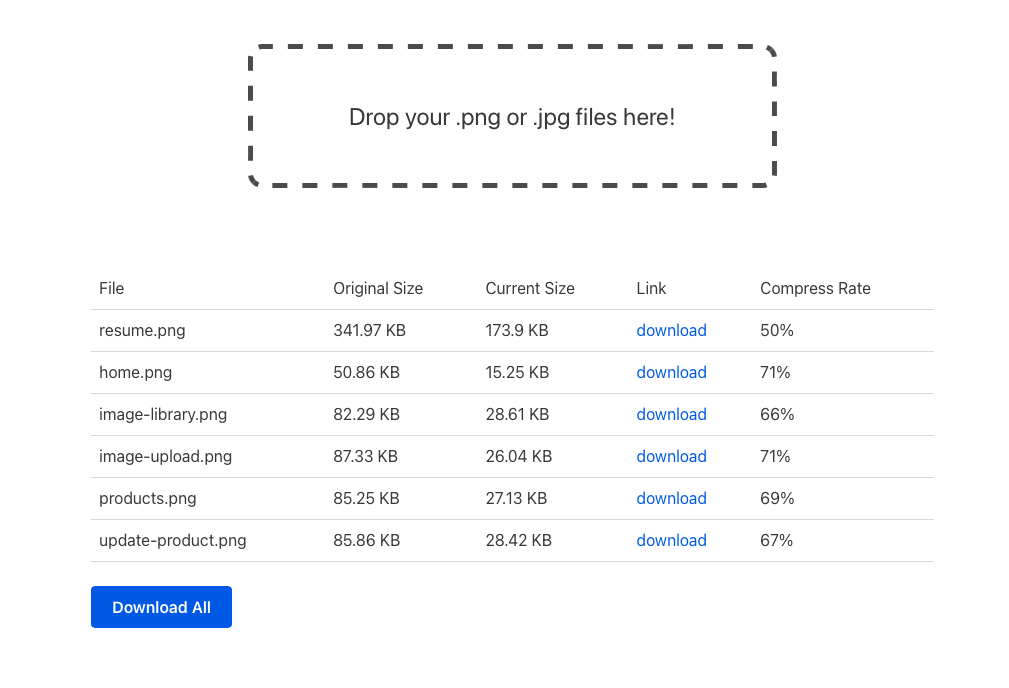 Drop your .png or .jpg files here!
File Original Size Current Size Link Compress Rate
resume.png 341.97 KB 173.9 KB download 50%
home.png 50.86 KB 15.25 KB download 71%
image-library.png 82.29 KB 28.61 KB download 66%
image-upload.png 87.33 KB 26.04 KB download 71%
products.png 85.25 KB 27.13 KB download 69%
update-product.png 85.86 KB 28.42 KB download 67%
Download All